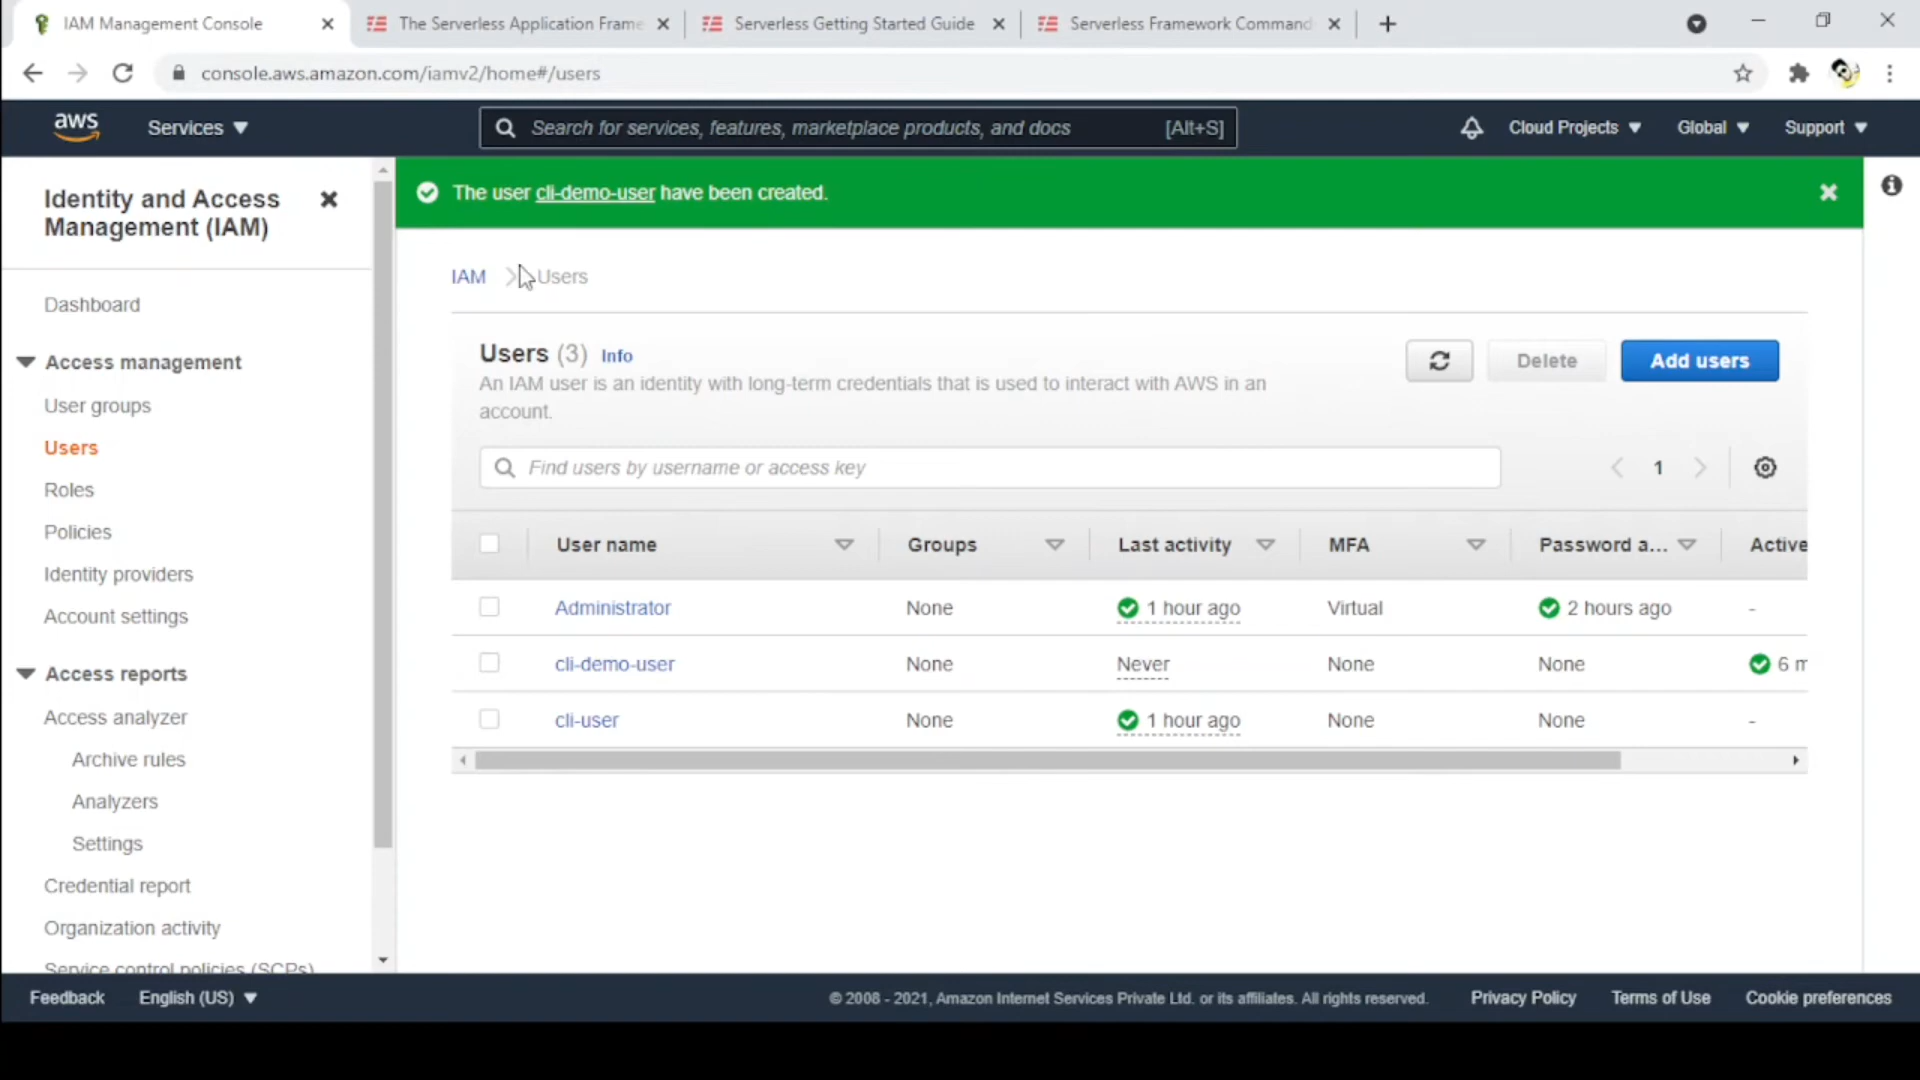 IAM Management Console
The Serverless Application Frame
Serverless Getting Started Guide
Serverless Framework Command
console.aws.amazon.com/iamv2/home#/users
aws
Services
Search for services, features, marketplace products, and docs
[Alt+S]
Cloud Projects
Global
Support
Identity and Access
Management (IAM)
Dashboard
Access management
User groups
Users
Roles
Policies
Identity providers
Account settings
Access reports
Access analyzer
Archive rules
Analyzers
Settings
Credential report
Organization activity
Service control policies (SCPs)
The user cli-demo-user have been created.
IAM
Users
Users (3) Info
An IAM user is an identity with long-term credentials that is used to interact with AWS in an
account.
Delete
Add users
Find users by username or access key
1
User name Groups Last activity MFA Password a... Active
Administrator None 1 hour ago Virtual 2 hours ago -
cli-demo-user None Never None None 6 m
cli-user None 1 hour ago None None -
Feedback
English (US)
© 2008 - 2021, Amazon Internet Services Private Ltd. or its affiliates. All rights reserved.
Privacy Policy
Terms of Use
Cookie preferences